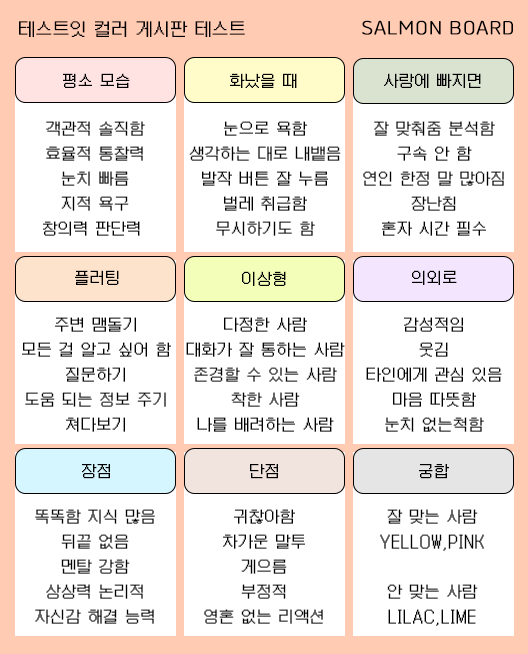 테스트잇 컬러 게시판 테스트
SALMON BOARD
평소 모습
객관적 솔직함
효율적 통찰력
눈치 빠름
지적 욕구
창의력 판단력
화났을 때
눈으로 욕함
생각하는 대로 내뱉음
발작 버튼 잘 누름
벌레 취급함
무시하기도 함
사랑에 빠지면
잘 맞춰줌 분석함
구속 안 함
연인 한정 말 많아짐
장난침
혼자 시간 필수
플러팅
주변 맴돌기
모든 걸 알고 싶어 함
질문하기
도움 되는 정보 주기
쳐다보기
이상형
다정한 사람
대화가 잘 통하는 사람
존경할 수 있는 사람
착한 사람
나를 배려하는 사람
의외로
감성적임
웃김
타인에게 관심 있음
마음 따뜻함
눈치 없는척함
장점
똑똑함 지식 많음
뒤끝 없음
멘탈 강함
상상력 논리적
자신감 해결 능력
단점
귀찮아함
차가운 말투
게으름
부정적
영혼 없는 리액션
궁합
잘 맞는 사람
YELLOW,PINK
안 맞는 사람
LILAC,LIME